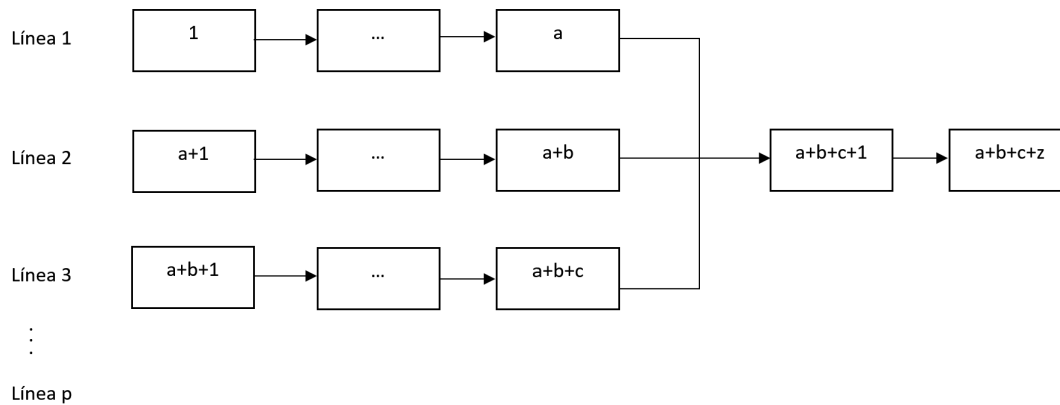 Línea 1
1
...
a
Línea 2
a+1
...
a+b
a+b+c+1
a+b+c+z
Línea 3
a+b+1
...
a+b+c
Línea p